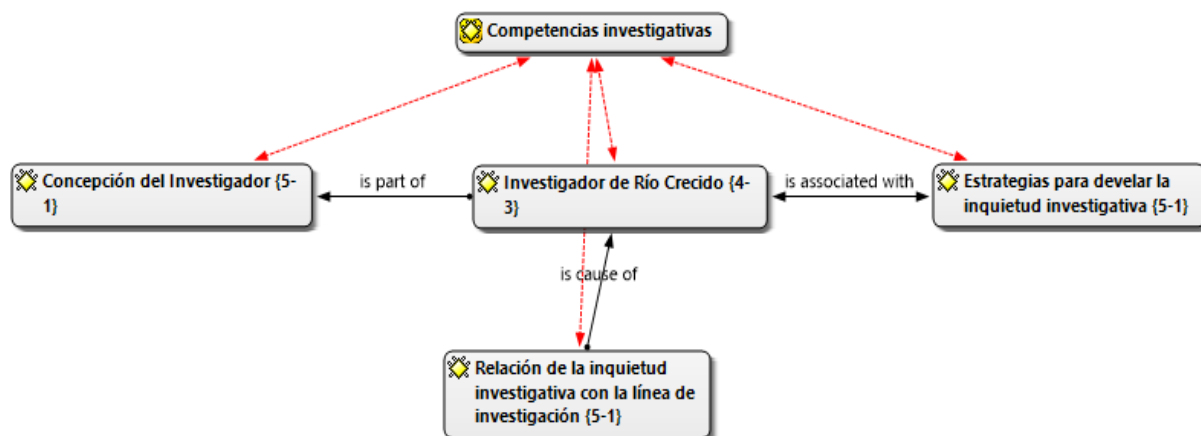 Competencias investigativas
Concepción del Investigador {5-
1}
is part of
Investigador de Río Crecido {4-
3}
is associated with
Estrategias para develar la
inquietud investigativa {5-1}
is cause of
Relación de la inquietud
investigativa con la línea de
investigación {5-1}